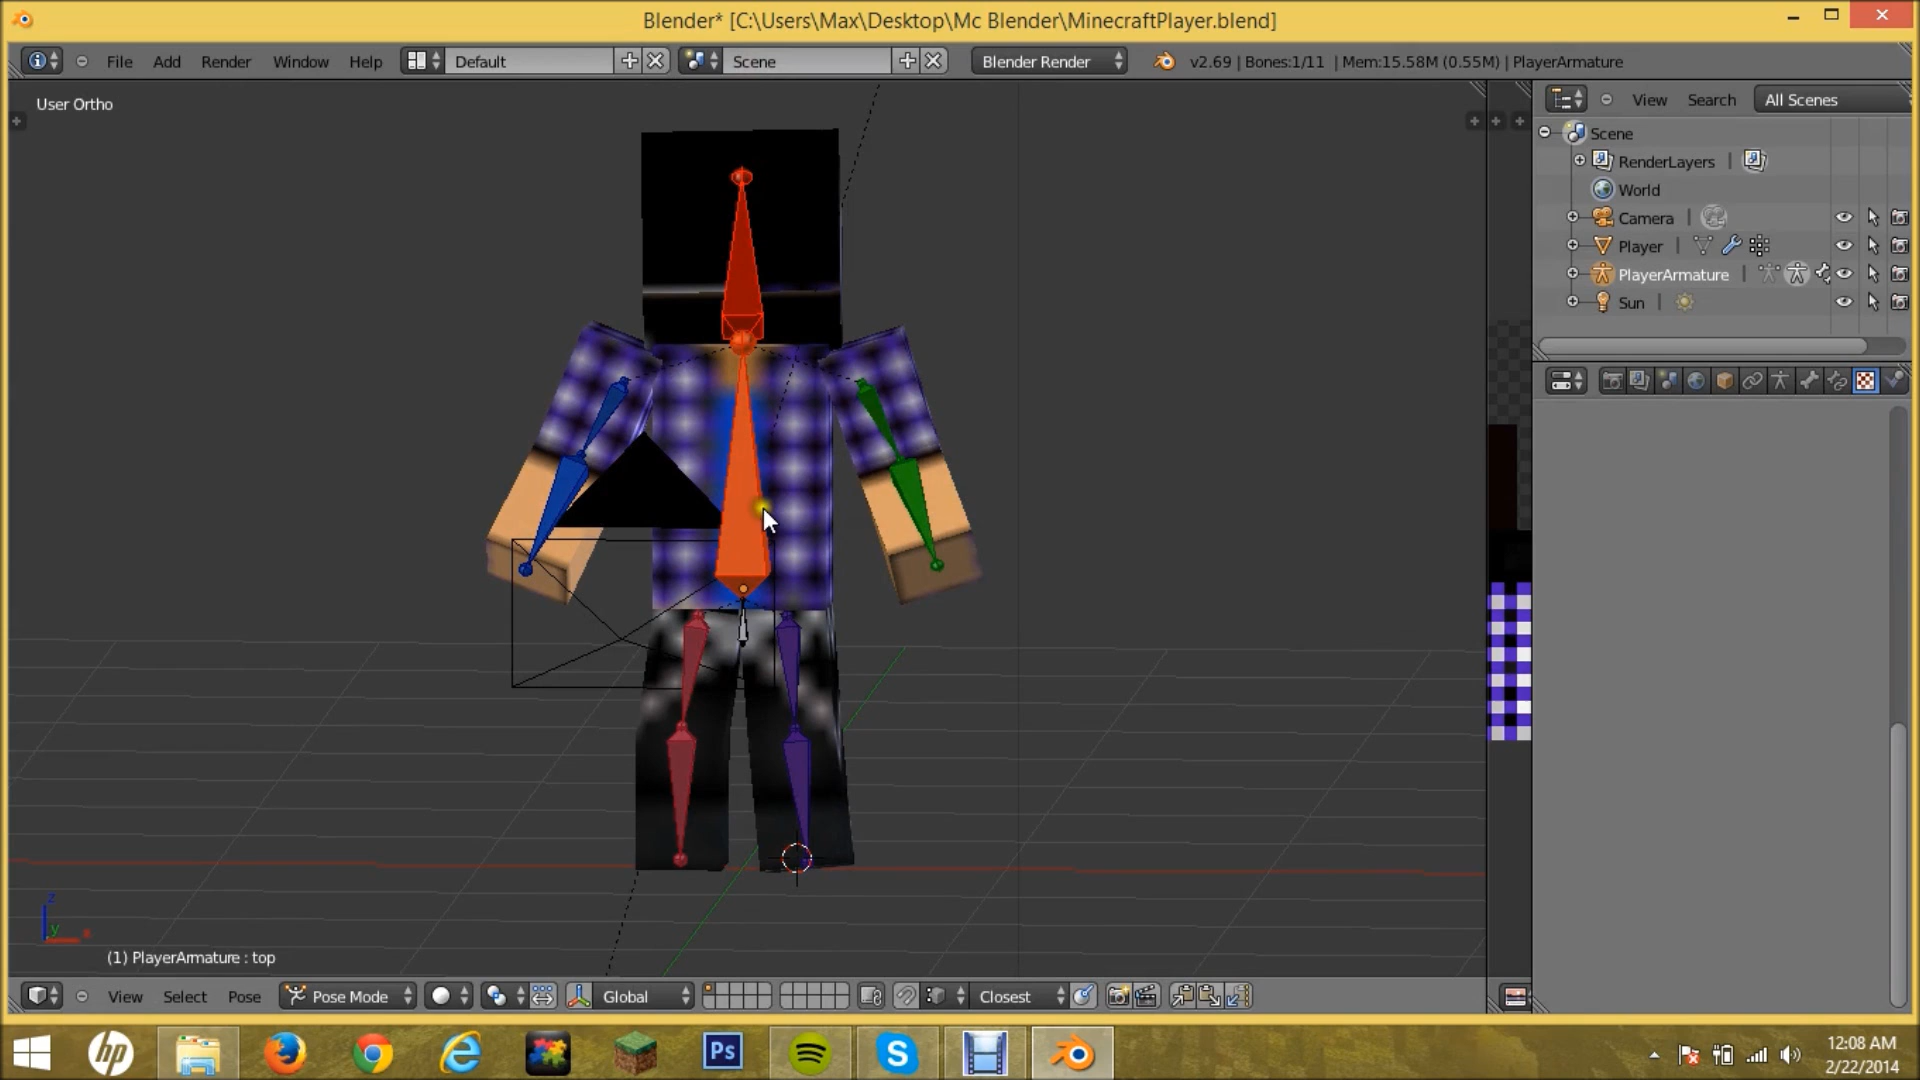 Blender* [C:\Users\Max\Desktop\Mc Blender\MinecraftPlayer.blend]
File Add Render Window Help Default Scene Blender Render v2.69 | Bones:1/11 | Mem:15.58M (0.55M) | PlayerArmature
User Ortho
View Search All Scenes
Scene
RenderLayers
World
Camera
Player
PlayerArmature
Sun
z
y
x
(1) PlayerArmature : top
View Select Pose Pose Mode Global Closest
hp
Ps
S
12:08 AM
2/22/2014